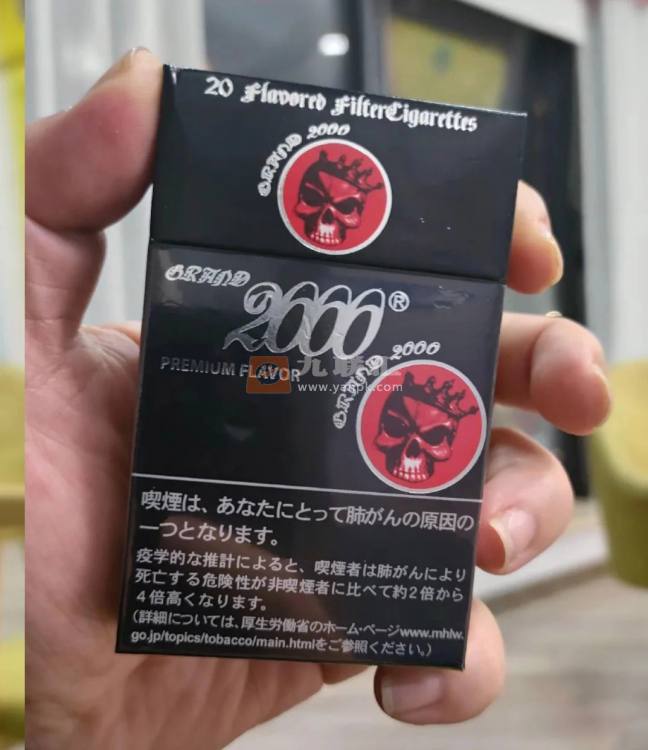 20 Flavored FilterCigarettes
GRAND 2000
GRAND
2000®
PREMIUM FLAVOR
www.yanpk.com
GRAND 2000
喫煙は、あなたにとって肺がんの原因の
一つとなります。
疫学的な推計によると、喫煙者は肺がんにより
死亡する危険性が非喫煙者に比べて約2倍から
4倍高くなります。
(詳細については、厚生労働省のホーム・ページwww.mhlw.
go.jp/topics/tobacco/main.htmlをご参照ください。)